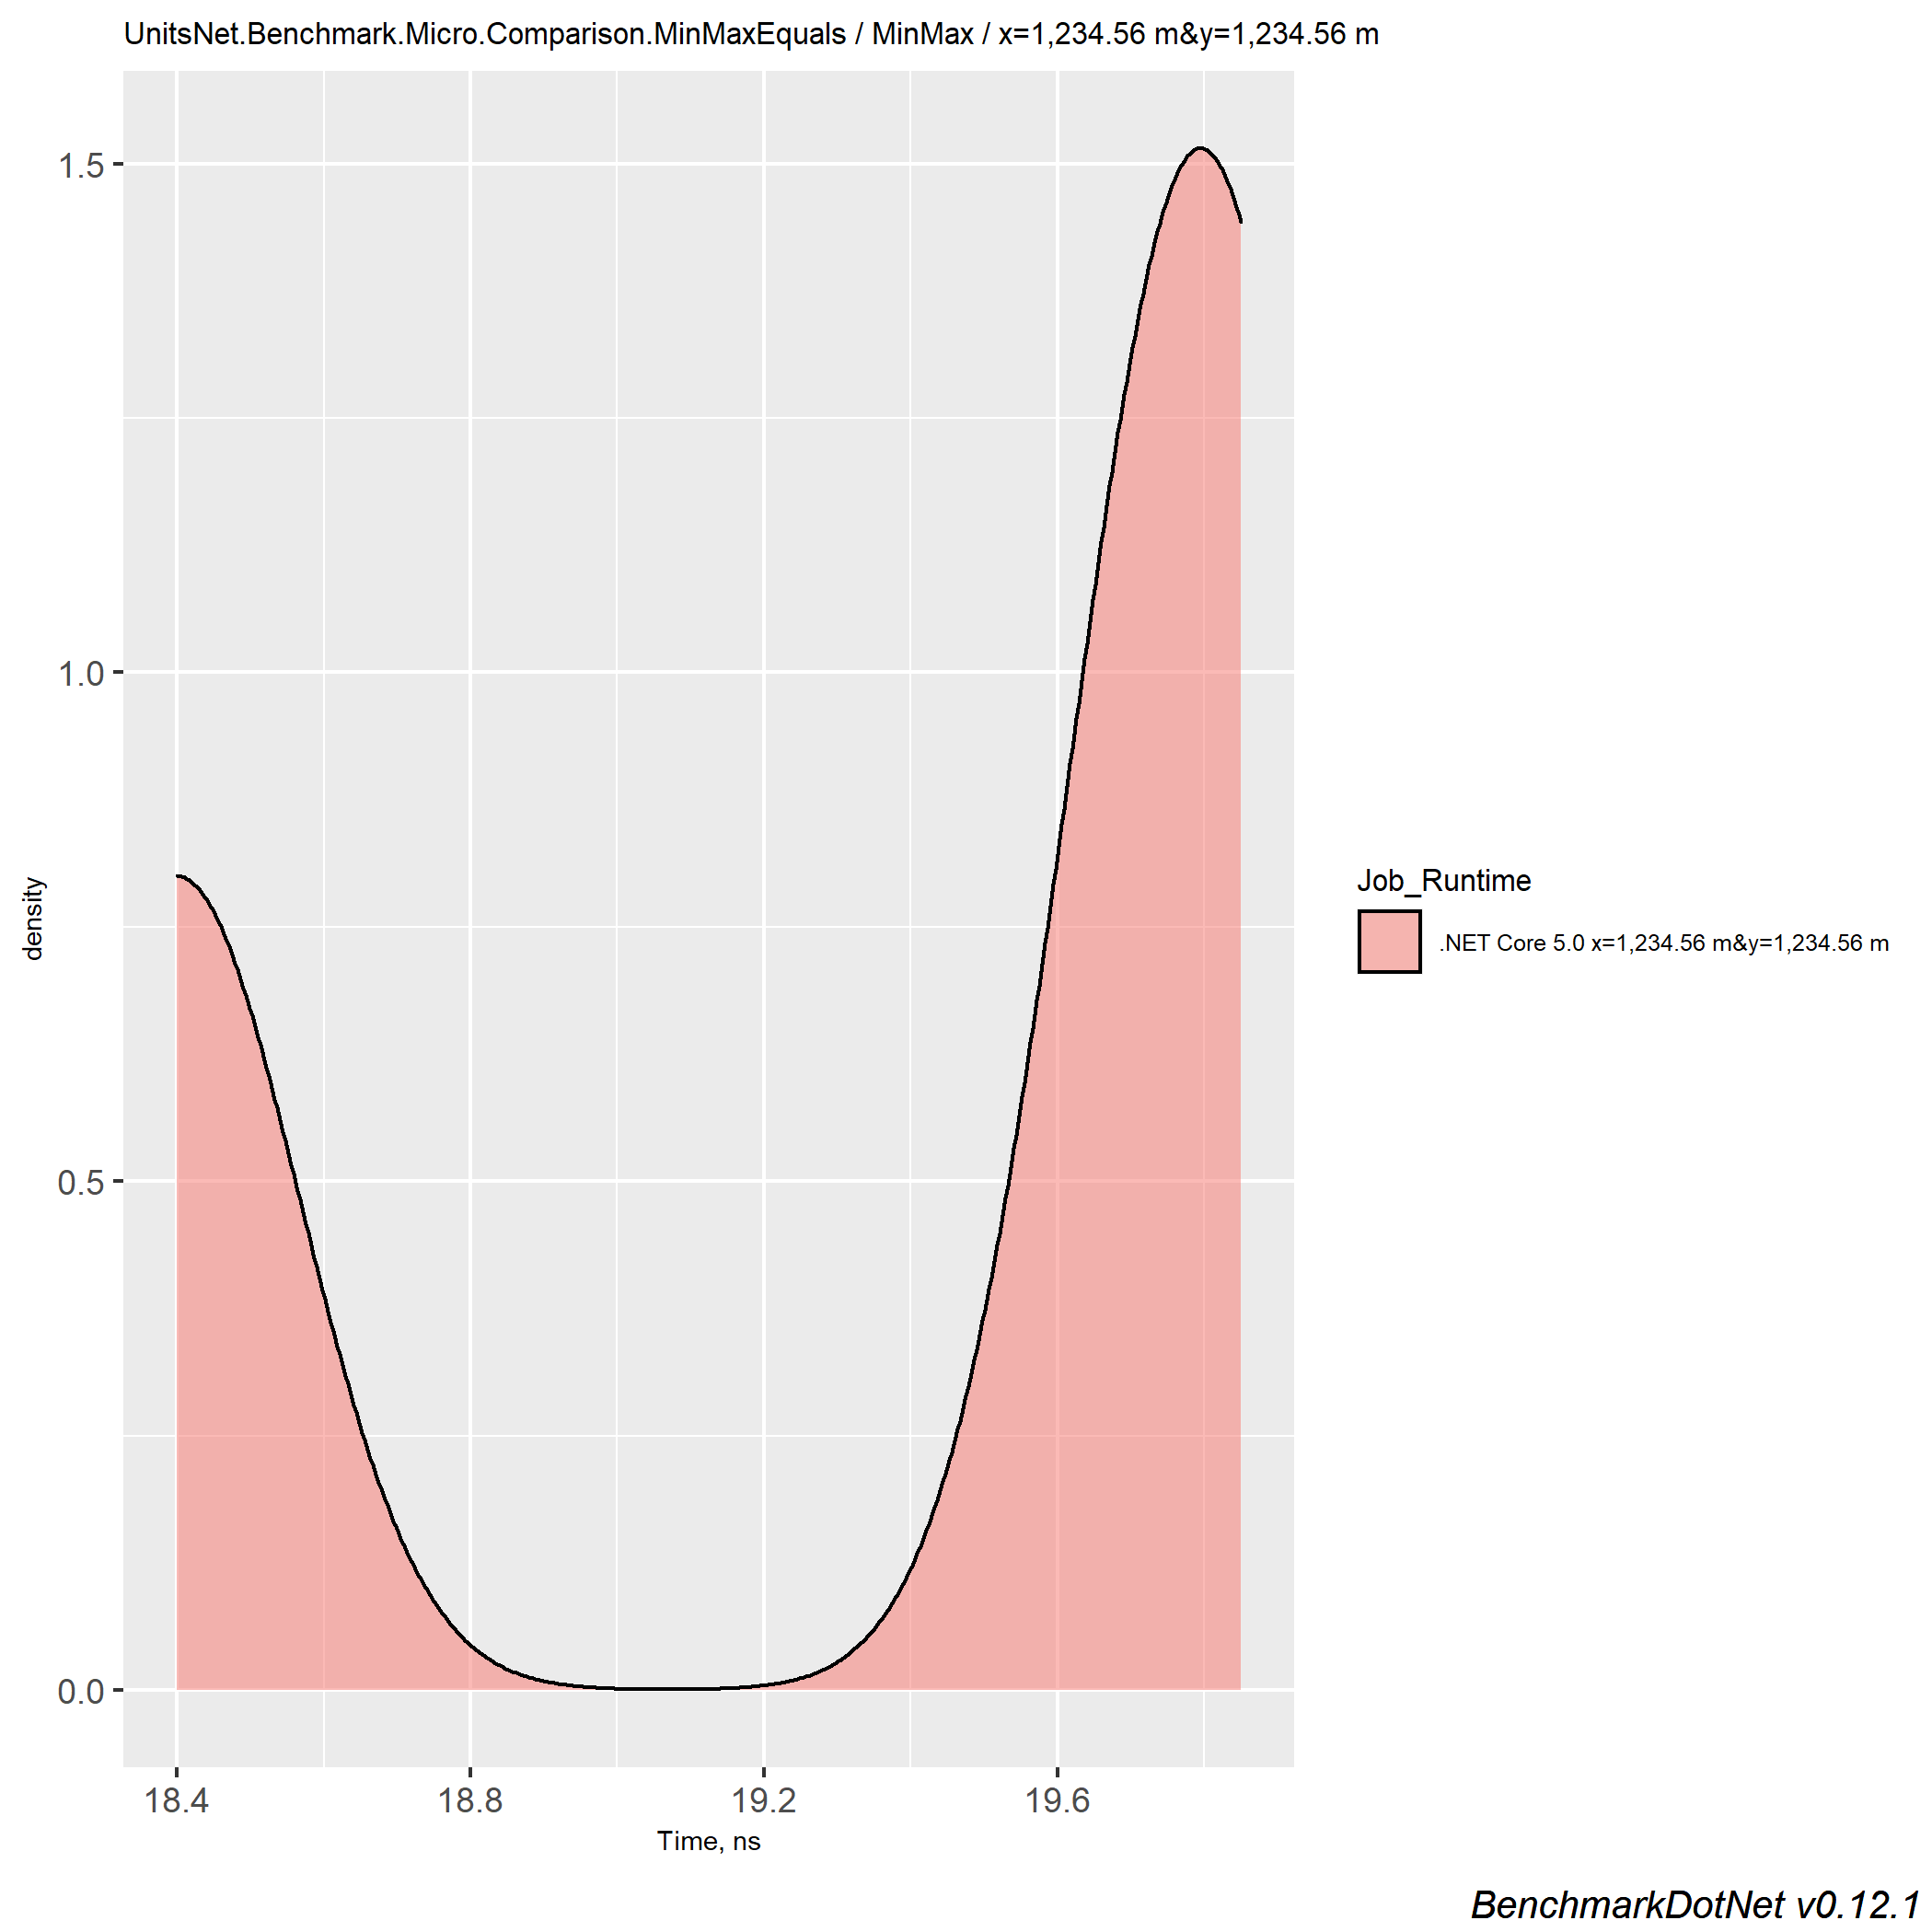 UnitsNet.Benchmark.Micro.Comparison.MinMaxEquals / MinMax / x=1,234.56 m&y=1,234.56 m
1.5
1.0
0.5
0.0
density
18.4 18.8 19.2 19.6
Time, ns
Job_Runtime
.NET Core 5.0 x=1,234.56 m&y=1,234.56 m
BenchmarkDotNet v0.12.1